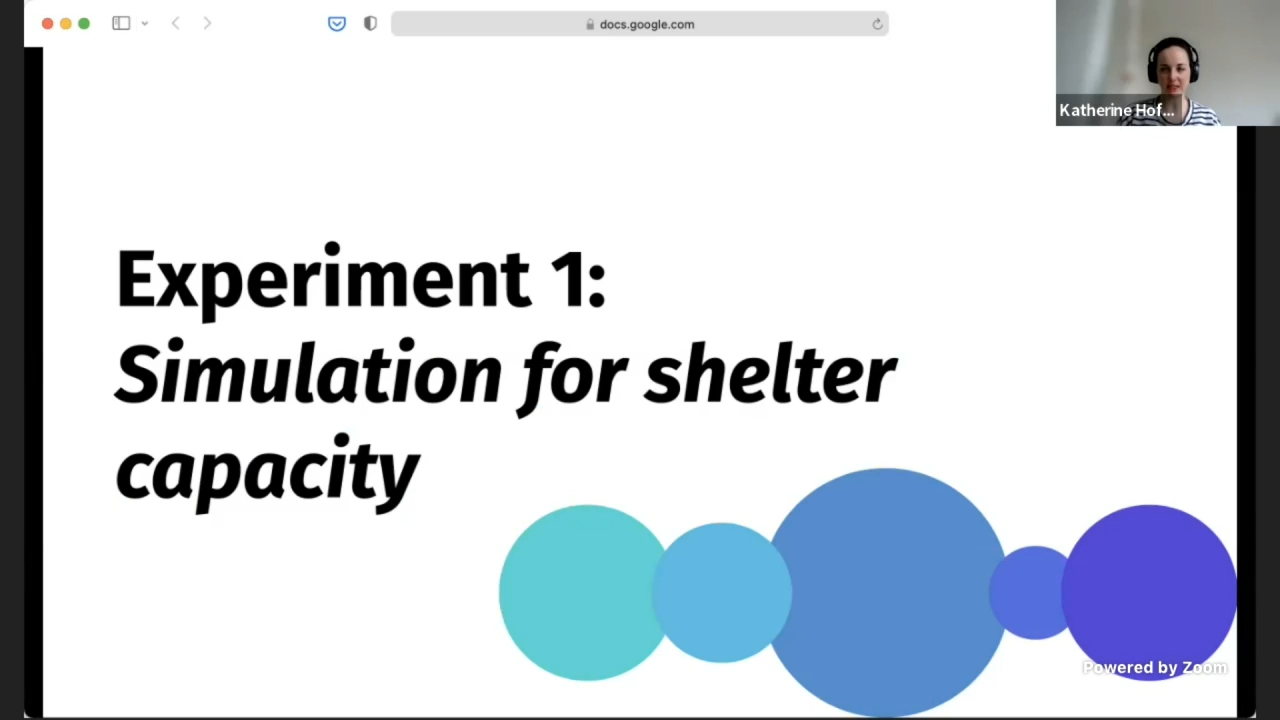 docs.google.com
Katherine Hof...
Experiment 1:
Simulation for shelter
capacity
Powered by Zoom